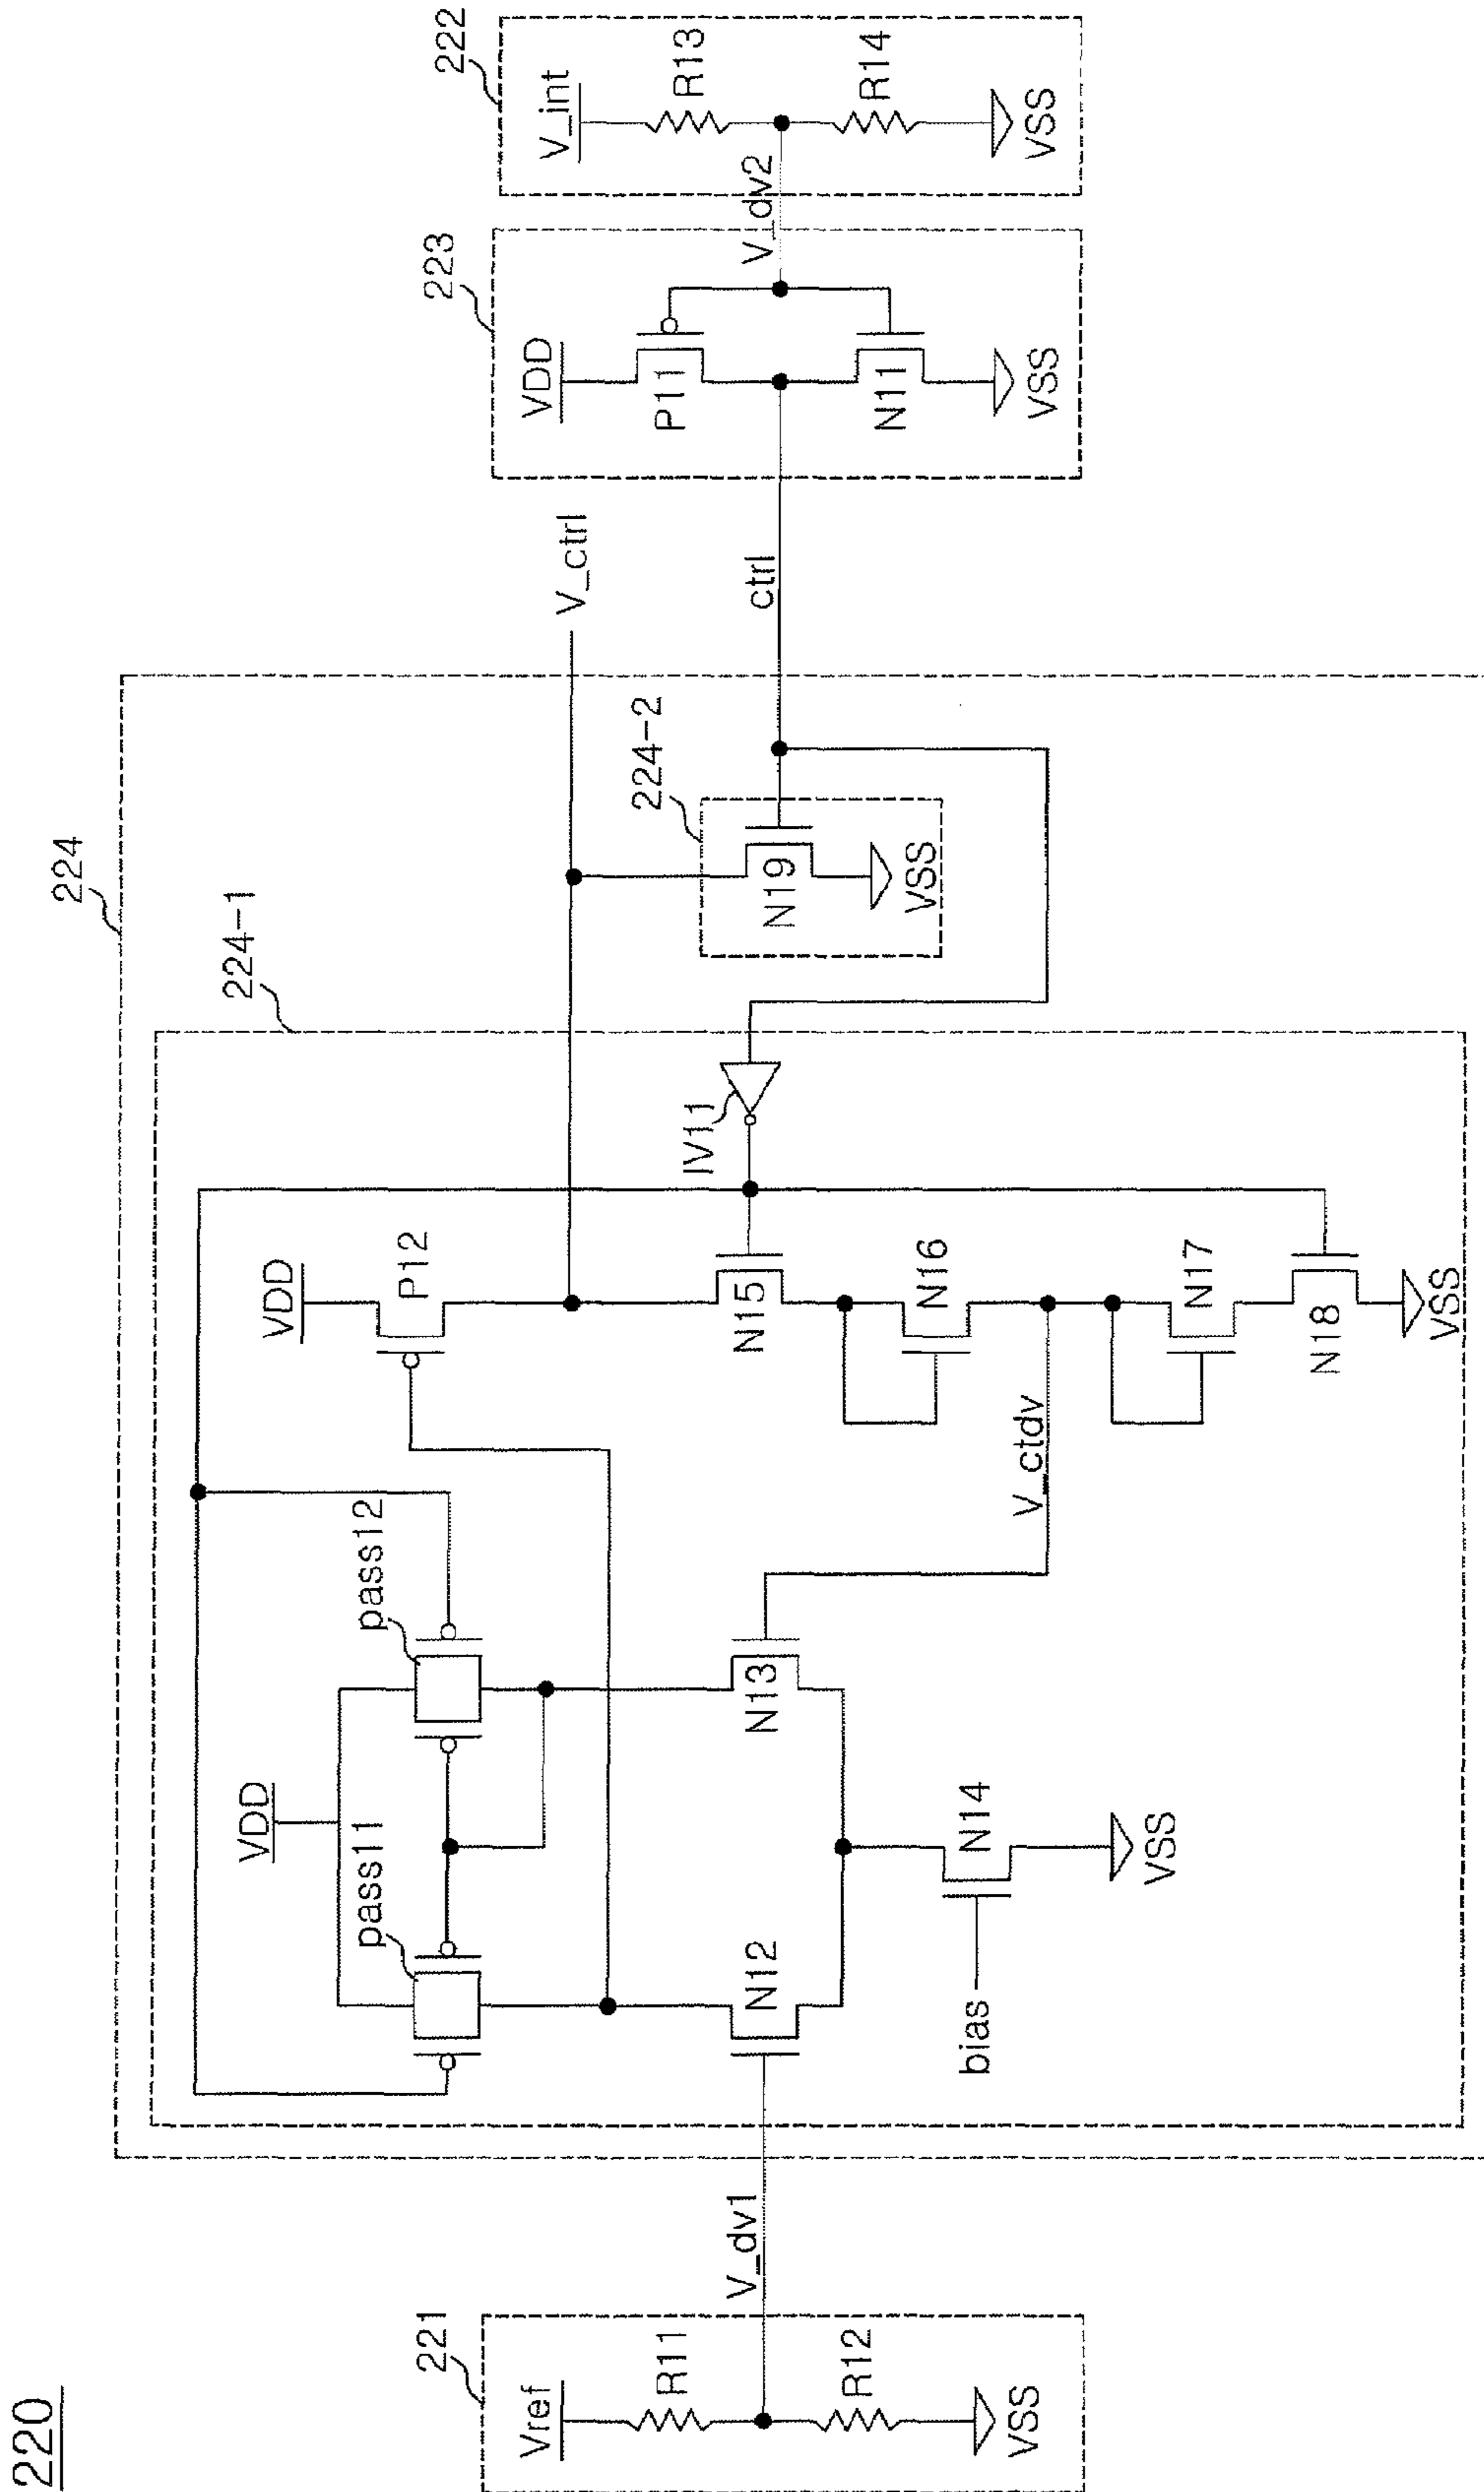 220
221
Vref
R11
R12
VSS
V_dv1
224
224-1
VDD
pass11
pass12
N12
N13
bias
N14
VSS
VDD
P12
N15
N16
V_ctdv
N17
N18
VSS
IV11
224-2
N19
VSS
V_ctrl
ctrl
223
VDD
P11
N11
VSS
V_dv2
222
V_int
R13
R14
VSS